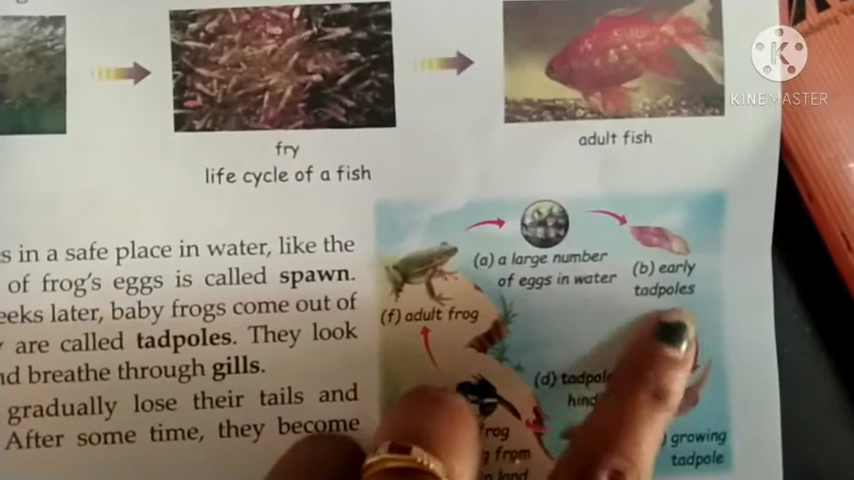 fry
adult fish
life cycle of a fish
s in a safe place in water, like the
of frog's eggs is called spawn.
eeks later, baby frogs come out of
are called tadpoles. They look
nd breathe through gills.
gradually lose their tails and
After some time, they become
(a) a large number
of eggs in water
(b) early
tadpoles
(f) adult frog
(d) tadpol
hind
growing
tadpole
rog
from
land
K
KINEMASTER